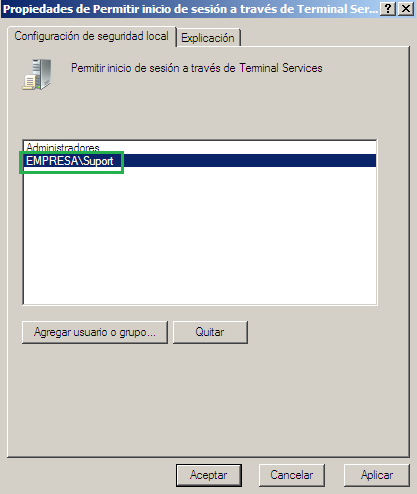 Propiedades de Permitir inicio de sesión a través de Terminal Ser...
Configuración de seguridad local
Explicación
Permitir inicio de sesión a través de Terminal Services
Administradores
EMPRESA\Suport
Agregar usuario o grupo...
Quitar
Aceptar
Cancelar
Aplicar